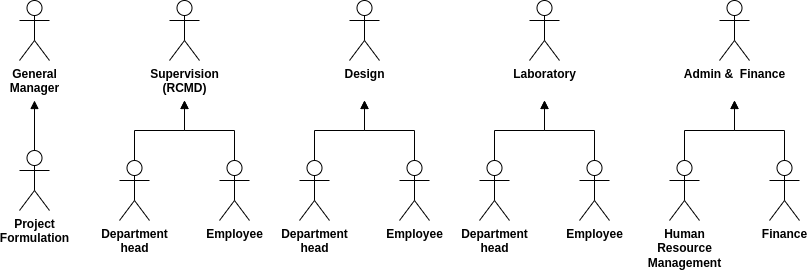 General
Manager
Supervision
(RCMD)
Design
Laboratory
Admin &  Finance
Project
Formulation
Department
head
Employee
Department
head
Employee
Department
head
Employee
Human
Resource
Management
Finance